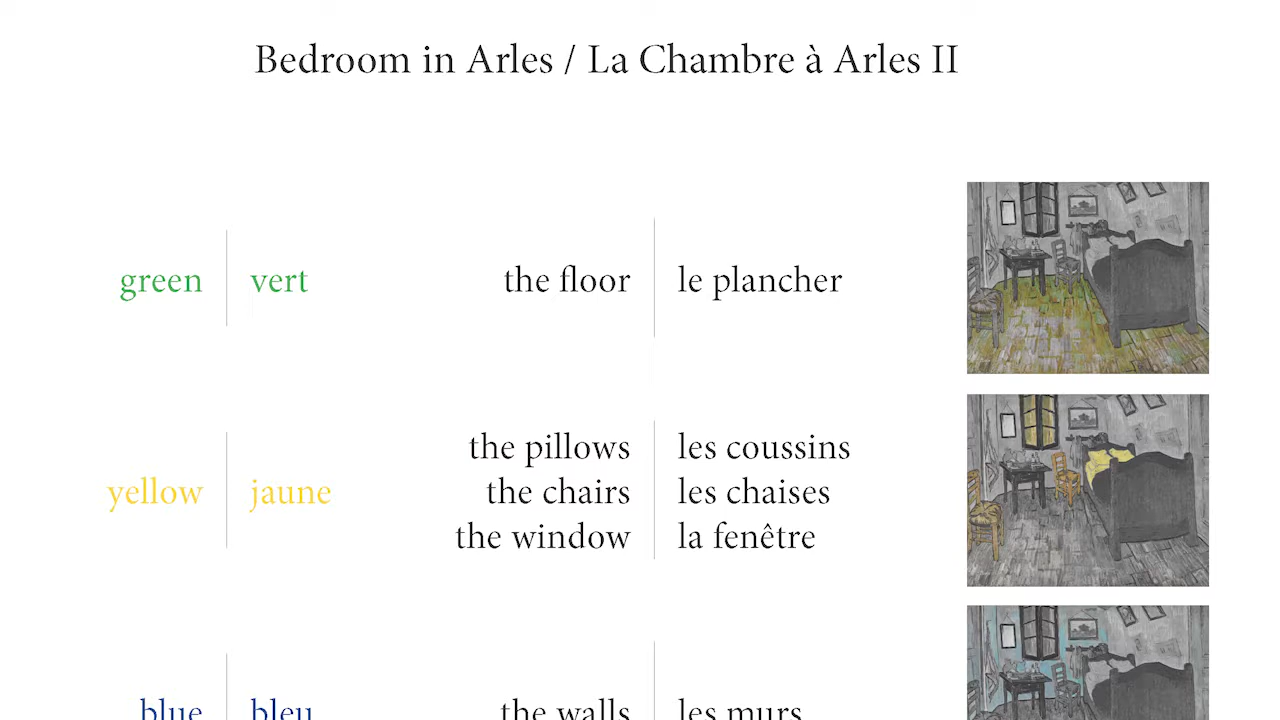 Bedroom in Arles / La Chambre à Arles II
green vert the floor le plancher
the pillows les coussins
yellow jaune the chairs les chaises
the window la fenêtre
blue bleu the walls les murs